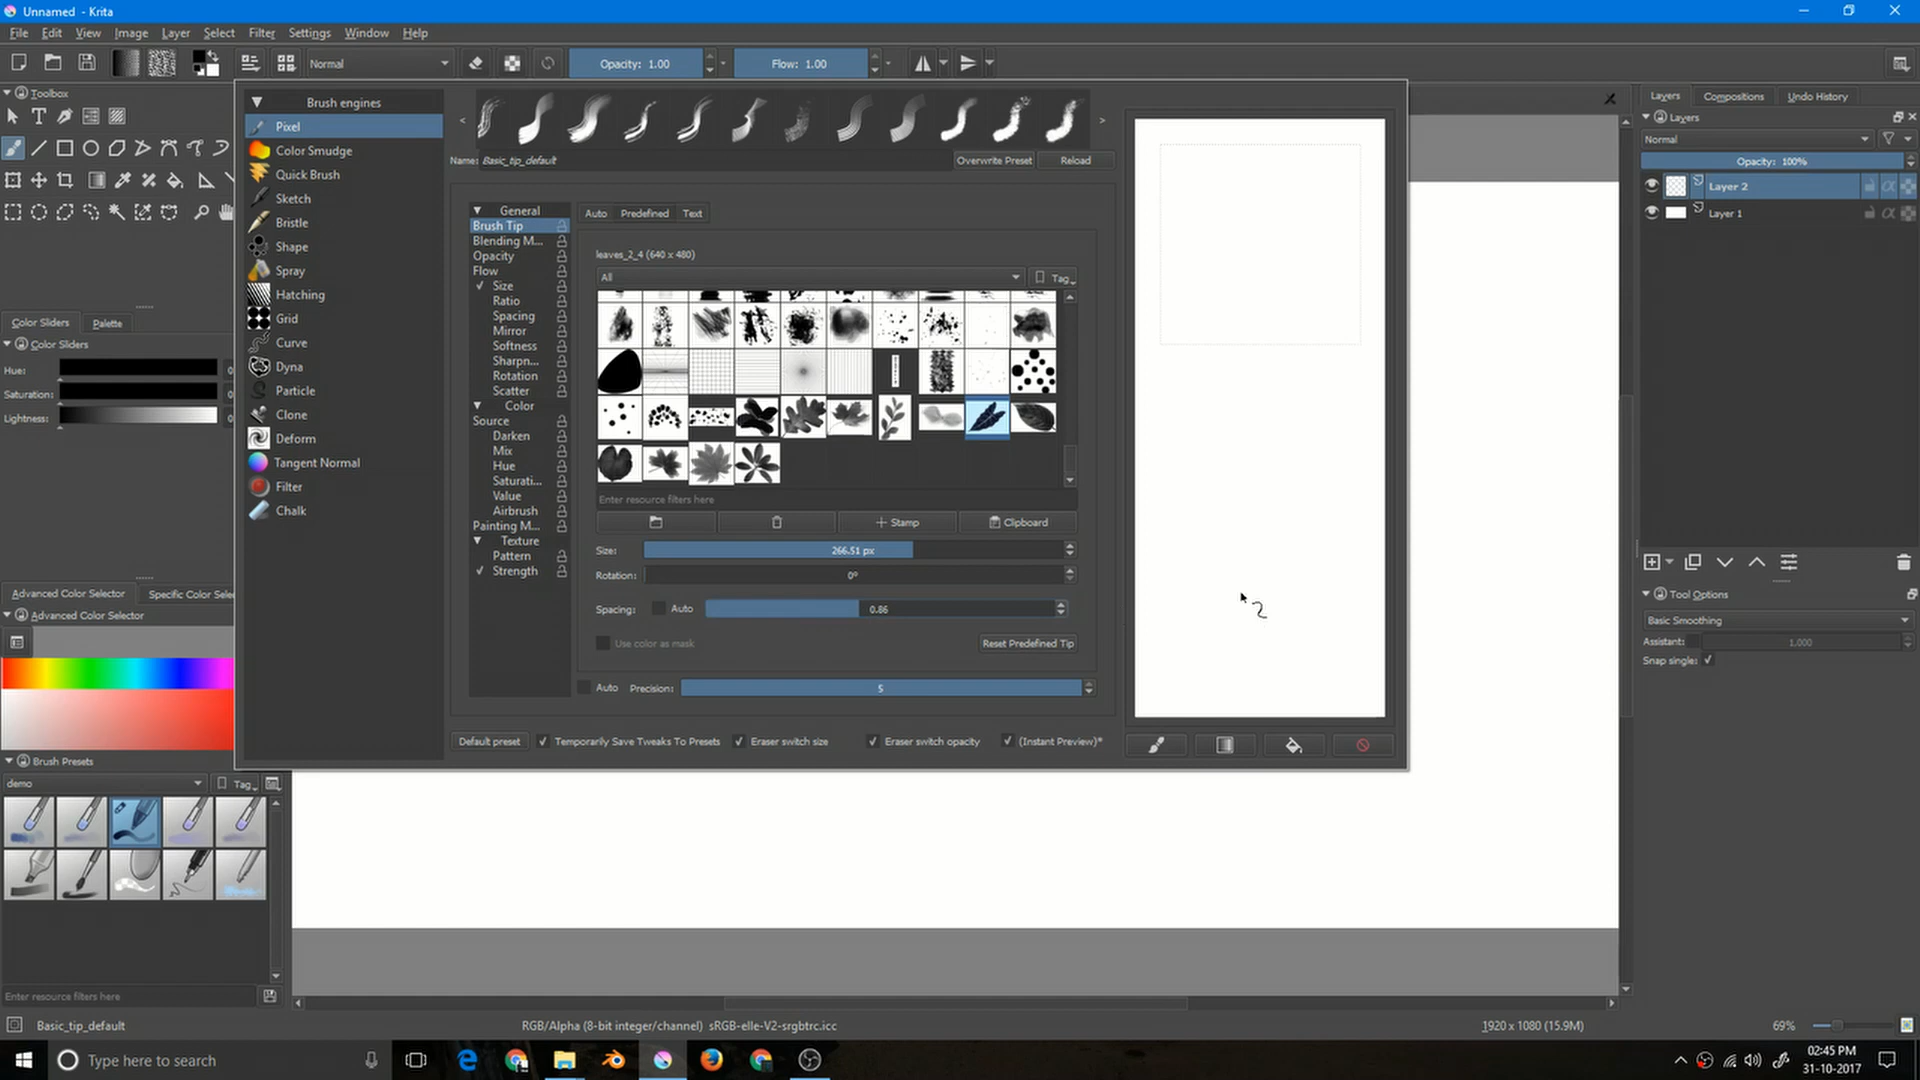 Unnamed - Krita
File Edit View Image Layer Select Filter Settings Window Help
Normal
Opacity: 1.00
Flow: 1.00
Toolbox
Color Sliders Palette
Color Sliders
Hue: 0
Saturation: 0
Lightness: 0
Advanced Color Selector Specific Color Sele
Advanced Color Selector
Brush Presets
demo
Tag
Enter resource filters here
Brush engines
Pixel
Color Smudge
Quick Brush
Sketch
Bristle
Shape
Spray
Hatching
Grid
Curve
Dyna
Particle
Clone
Deform
Tangent Normal
Filter
Chalk
Name: Basic_tip_default
Overwrite Preset
Reload
General
Brush Tip
Blending M...
Opacity
Flow
Size
Ratio
Spacing
Mirror
Softness
Sharpn...
Rotation
Scatter
Color
Source
Darken
Mix
Hue
Saturati...
Value
Airbrush
Painting M...
Texture
Pattern
Strength
Auto Predefined Text
leaves_2_4 (640 x 480)
All
Tag
Enter resource filters here
Stamp
Clipboard
Size: 266.51 px
Rotation: 0°
Spacing: Auto 0.86
Use color as mask
Reset Predefined Tip
Auto Precision: 5
Default preset
Temporarily Save Tweaks To Presets
Eraser switch size
Eraser switch opacity
(Instant Preview)*
Layers Compositions Undo History
Layers
Normal
Opacity: 100%
Layer 2
Layer 1
Tool Options
Basic Smoothing
Assistant: 1,000
Snap single:
Basic_tip_default
RGB/Alpha (8-bit integer/channel) sRGB-elle-V2-srgbtrc.icc
1920 x 1080 (15.9M)
69%
Type here to search
02:45 PM
31-10-2017